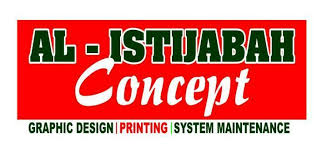 AL - ISTIJABAH
Concept
GRAPHIC DESIGN|PRINTING|SYSTEM MAINTENANCE